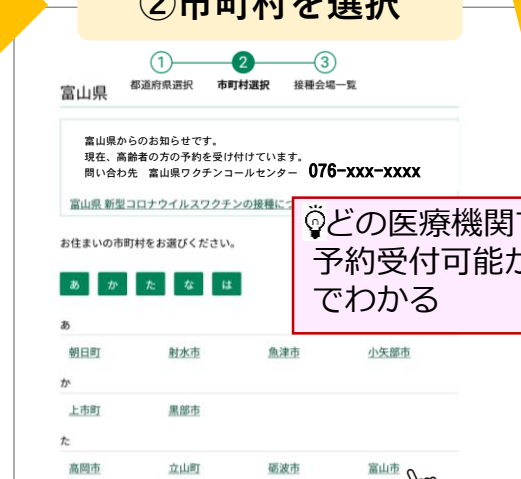 ②市町村を選択
1 2 3
富山県 都道府県選択 市町村選択 接種会場一覧
富山県からのお知らせです。
現在、高齢者の方の予約を受け付けています。
問い合わせ先 富山県ワクチンコールセンター 076-xxx-xxxx
富山県 新型コロナウイルスワクチンの接種に
どの医療機関
予約受付可能か
でわかる
お住まいの市町村をお選びください。
あ か た な は
あ
朝日町 射水市 魚津市 小矢部市
か
上市町 黒部市
た
高岡市 立山町 砺波市 富山市